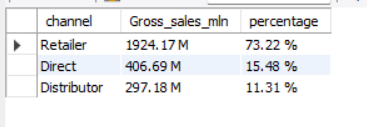 channel Gross_sales_mln percentage
Retailer 1924.17 M 73.22 %
Direct 406.69 M 15.48 %
Distributor 297.18 M 11.31 %